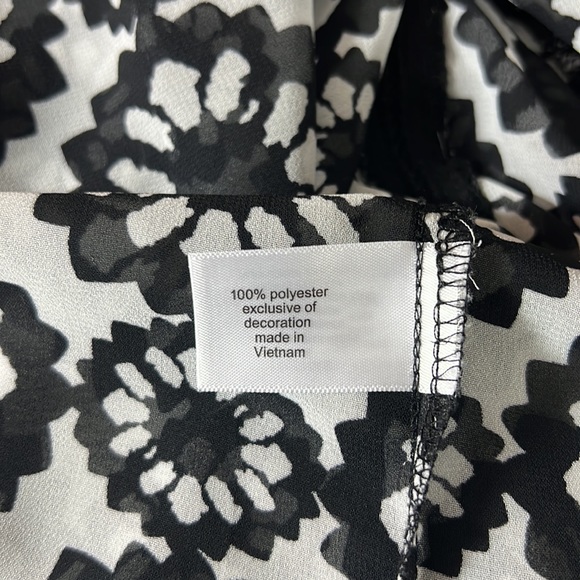 100% polyester
exclusive of
decoration
made in
Vietnam